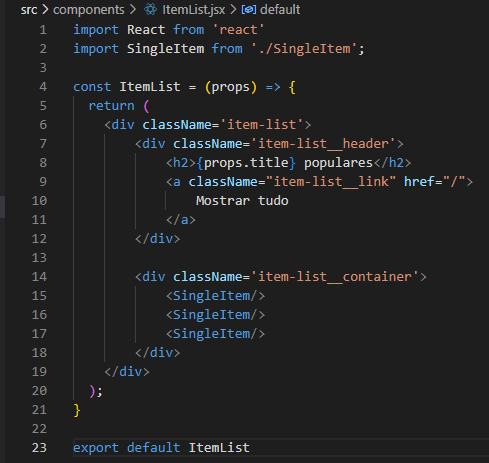 src > components > ItemList.jsx > default
1 import React from 'react'
2 import SingleItem from './SingleItem';
3
4 const ItemList = (props) => {
5   return (
6     <div className='item-list'>
7         <div className='item-list__header'>
8             <h2>{props.title} populares</h2>
9             <a className="item-list__link" href="/">
10                 Mostrar tudo
11             </a>
12         </div>
13
14         <div className='item-list__container'>
15             <SingleItem/>
16             <SingleItem/>
17             <SingleItem/>
18         </div>
19     </div>
20   );
21 }
22
23 export default ItemList